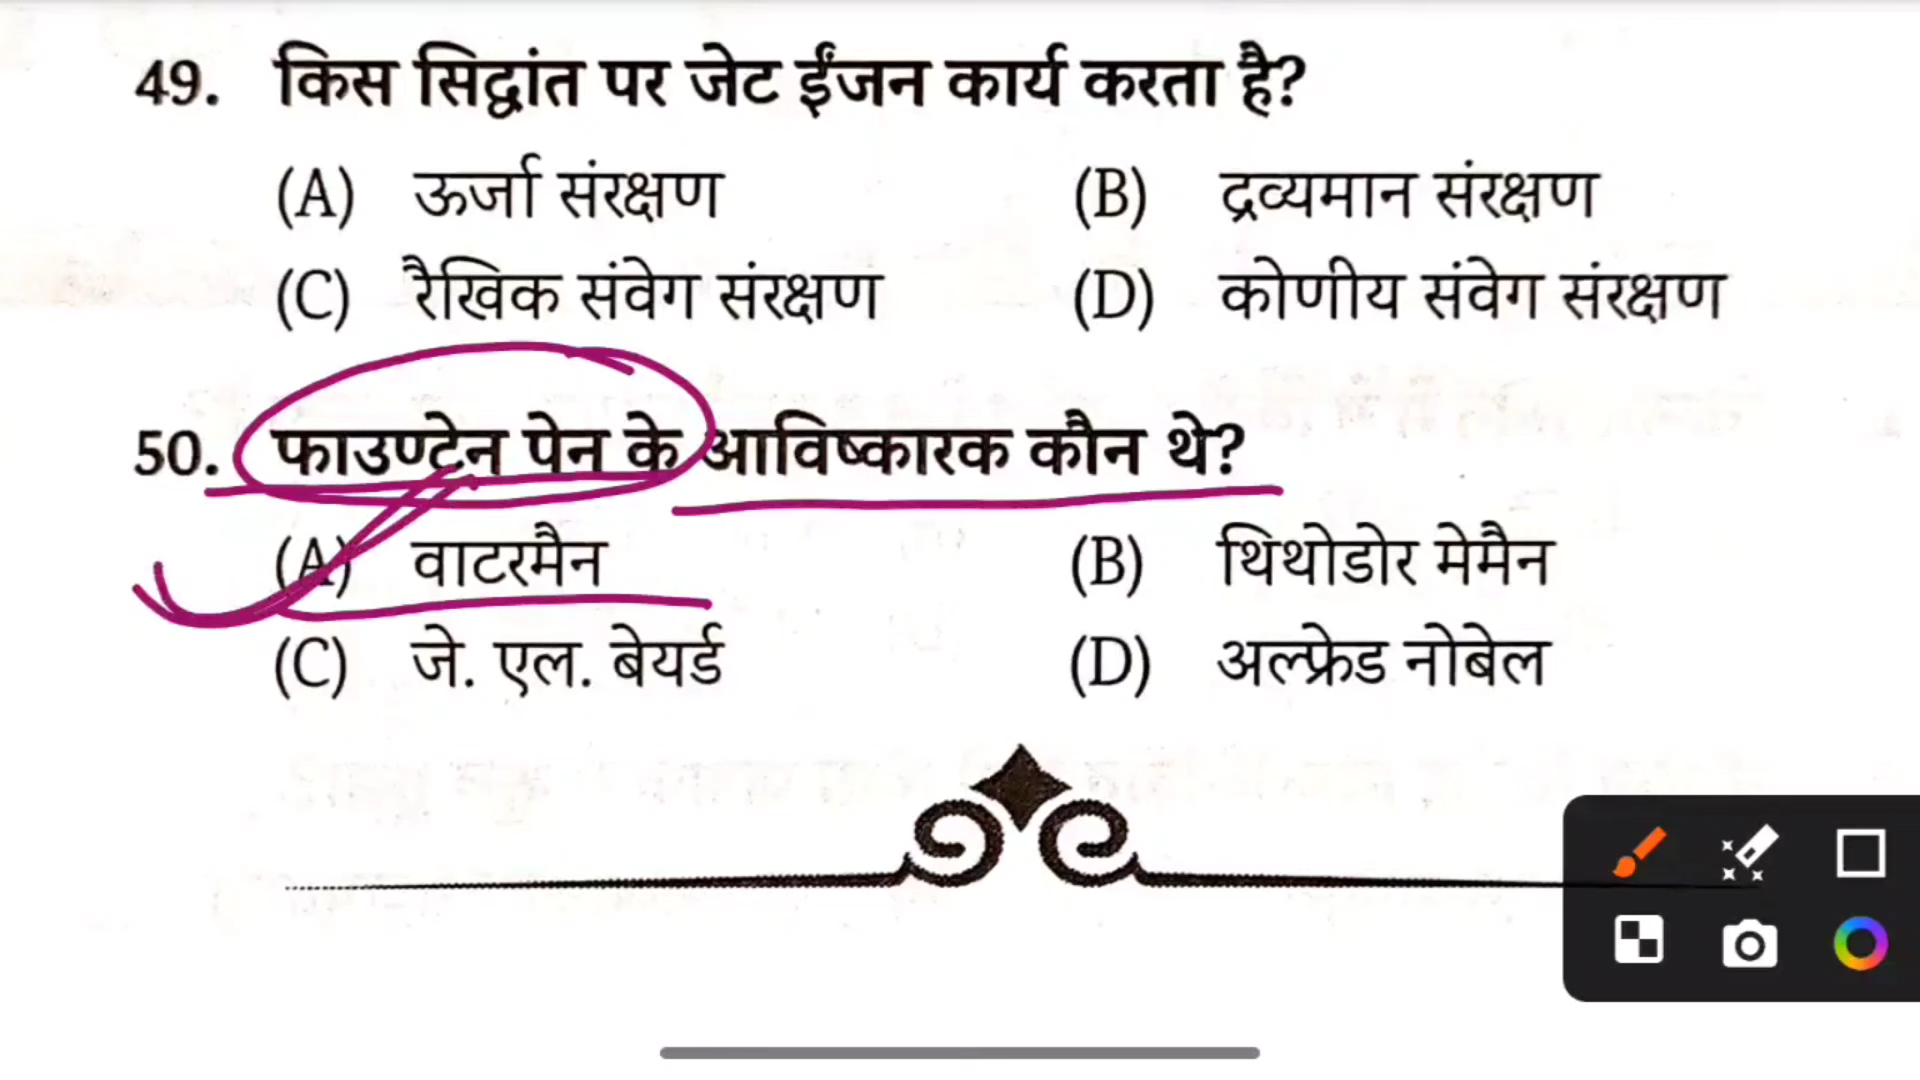 49. किस सिद्धांत पर जेट ईंजन कार्य करता है?
(A) ऊर्जा संरक्षण (B) द्रव्यमान संरक्षण
(C) रैखिक संवेग संरक्षण (D) कोणीय संवेग संरक्षण
50. फाउण्टेन पेन के आविष्कारक कौन थे?
(A) वाटरमैन (B) थिथोडोर मेमैन
(C) जे. एल. बेयर्ड (D) अल्फ्रेड नोबेल